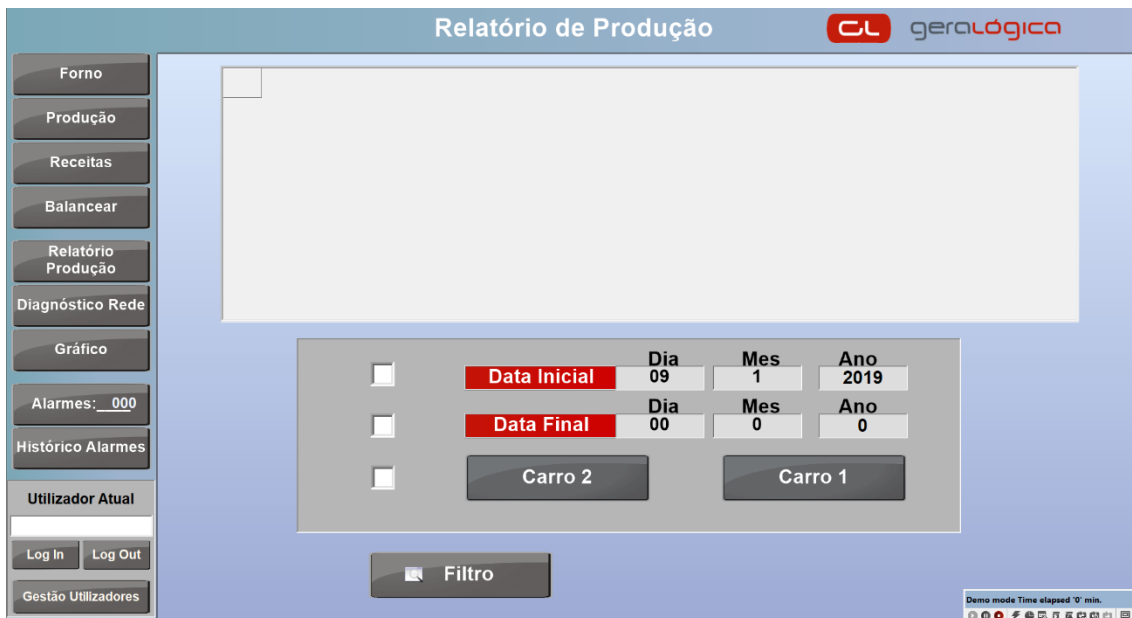 Relatório de Produção
GL geralógica
Forno
Produção
Receitas
Balancear
Relatório
Produção
Diagnóstico Rede
Gráfico
Alarmes: 000
Histórico Alarmes
Utilizador Atual
Log In Log Out
Gestão Utilizadores
Dia Mes Ano
Data Inicial 09 1 2019
Dia Mes Ano
Data Final 00 0 0
Carro 2 Carro 1
Filtro
Demo mode Time elapsed '0' min.